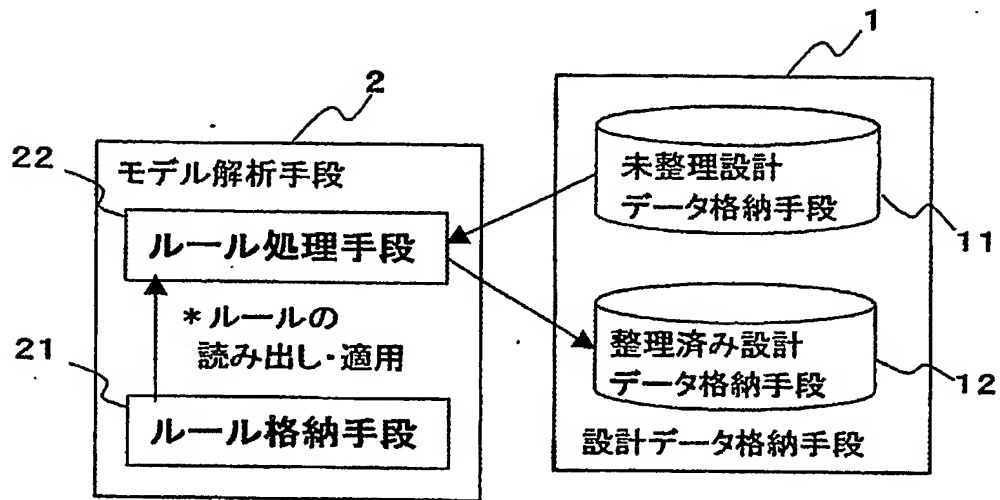 1
2
22
モデル解析手段
ルール処理手段
*ルールの
読み出し・適用
21
ルール格納手段
未整理設計
データ格納手段
11
整理済み設計
データ格納手段
12
設計データ格納手段